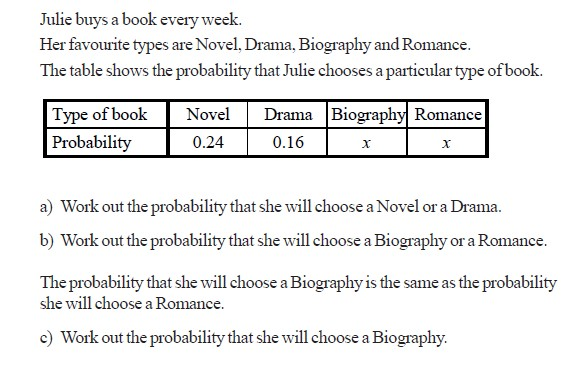 Julie buys a book every week.
Her favourite types are Novel, Drama, Biography and Romance.
The table shows the probability that Julie chooses a particular type of book.
Type of book Novel Drama Biography Romance
Probability 0.24 0.16 x x
a) Work out the probability that she will choose a Novel or a Drama.
b) Work out the probability that she will choose a Biography or a Romance.
The probability that she will choose a Biography is the same as the probability
she will choose a Romance.
c) Work out the probability that she will choose a Biography.